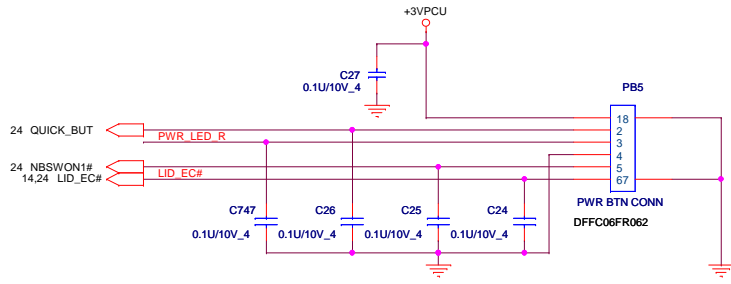 +3VPCU
C27
0.1U/10V_4
PB5
24 QUICK_BUT
PWR_LED_R
24 NBSWON1#
14,24 LID_EC#
LID_EC#
18
2
3
4
5
67
PWR BTN CONN
DFFC06FR062
C747
0.1U/10V_4
C26
0.1U/10V_4
C25
0.1U/10V_4
C24
0.1U/10V_4